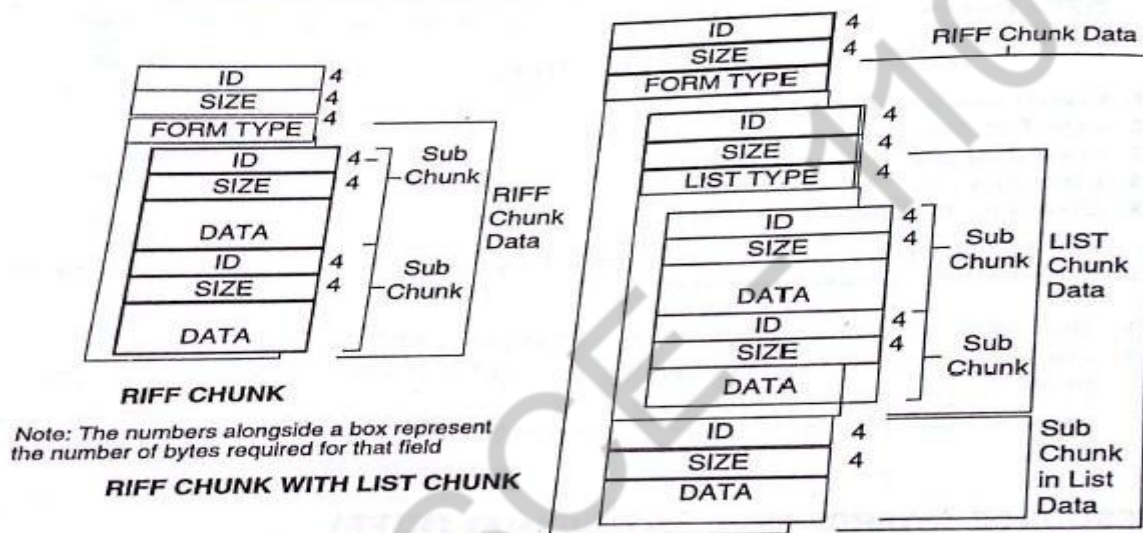 ID 4
SIZE 4
FORM TYPE 4
ID 4
SIZE 4
DATA
Sub
Chunk
ID 4
SIZE 4
DATA
Sub
Chunk
RIFF
Chunk
Data
RIFF CHUNK
Note: The numbers alongside a box represent
the number of bytes required for that field
RIFF CHUNK WITH LIST CHUNK
ID 4
SIZE 4
FORM TYPE
RIFF Chunk Data
ID 4
SIZE 4
LIST TYPE 4
ID 4
SIZE 4
DATA
Sub
Chunk
ID 4
SIZE 4
DATA
Sub
Chunk
LIST
Chunk
Data
ID 4
SIZE 4
DATA
Sub
Chunk
in List
Data
SCE - 110